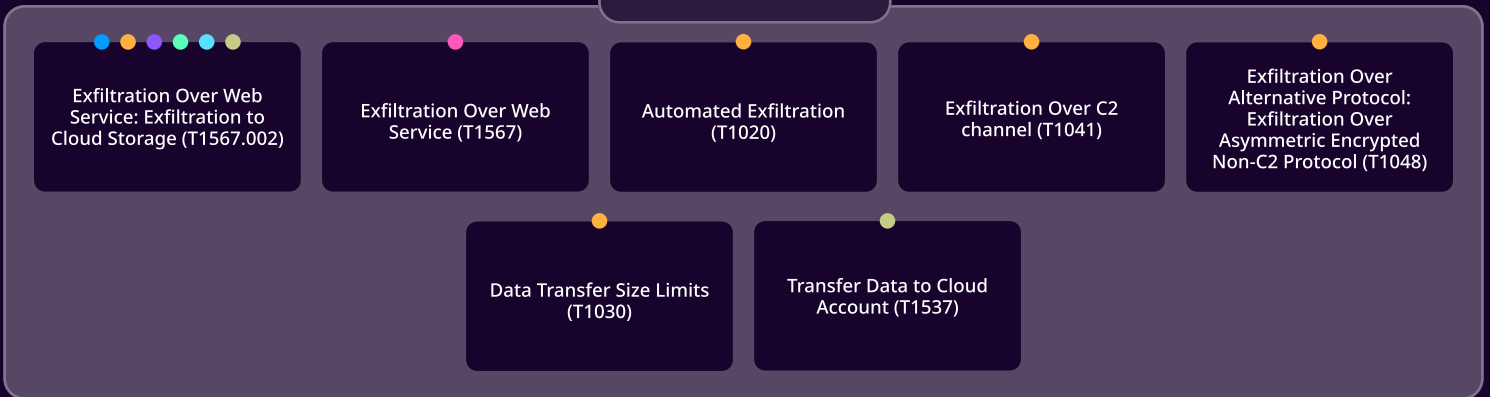 Exfiltration Over Web
Service: Exfiltration to
Cloud Storage (T1567.002)
Exfiltration Over Web
Service (T1567)
Automated Exfiltration
(T1020)
Exfiltration Over C2
channel (T1041)
Exfiltration Over
Alternative Protocol:
Exfiltration Over
Asymmetric Encrypted
Non-C2 Protocol (T1048)
Data Transfer Size Limits
(T1030)
Transfer Data to Cloud
Account (T1537)